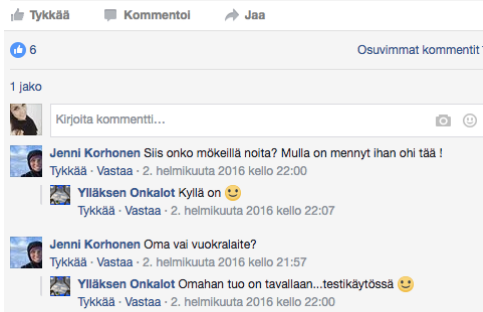 Tykkää Kommentoi Jaa
6 Osuvimmat kommentit
1 jako
Kirjoita kommentti...
Jenni Korhonen Siis onko mökeillä noita? Mulla on mennyt ihan ohi tää !
Tykkää · Vastaa · 2. helmikuuta 2016 kello 22:00
Ylläksen Onkalot Kyllä on 😉
Tykkää · Vastaa · 2. helmikuuta 2016 kello 22:07
Jenni Korhonen Oma vai vuokralaite?
Tykkää · Vastaa · 2. helmikuuta 2016 kello 21:57
Ylläksen Onkalot Omahan tuo on tavallaan...testikäytössä 😉
Tykkää · Vastaa · 2. helmikuuta 2016 kello 22:00